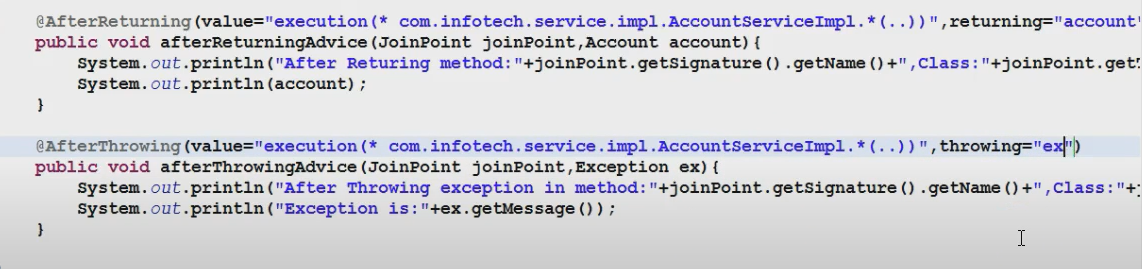 @AfterReturning(value="execution(* com.infotech.service.impl.AccountServiceImpl.*(..))",returning="account"
public void afterReturningAdvice(JoinPoint joinPoint,Account account){
System.out.println("After Returing method:"+joinPoint.getSignature().getName()+",Class:"+joinPoint.get
System.out.println(account);
}
@AfterThrowing(value="execution(* com.infotech.service.impl.AccountServiceImpl.*(..))",throwing="ex")
public void afterThrowingAdvice(JoinPoint joinPoint,Exception ex){
System.out.println("After Throwing exception in method:"+joinPoint.getSignature().getName()+",Class:"+
System.out.println("Exception is:"+ex.getMessage());
}